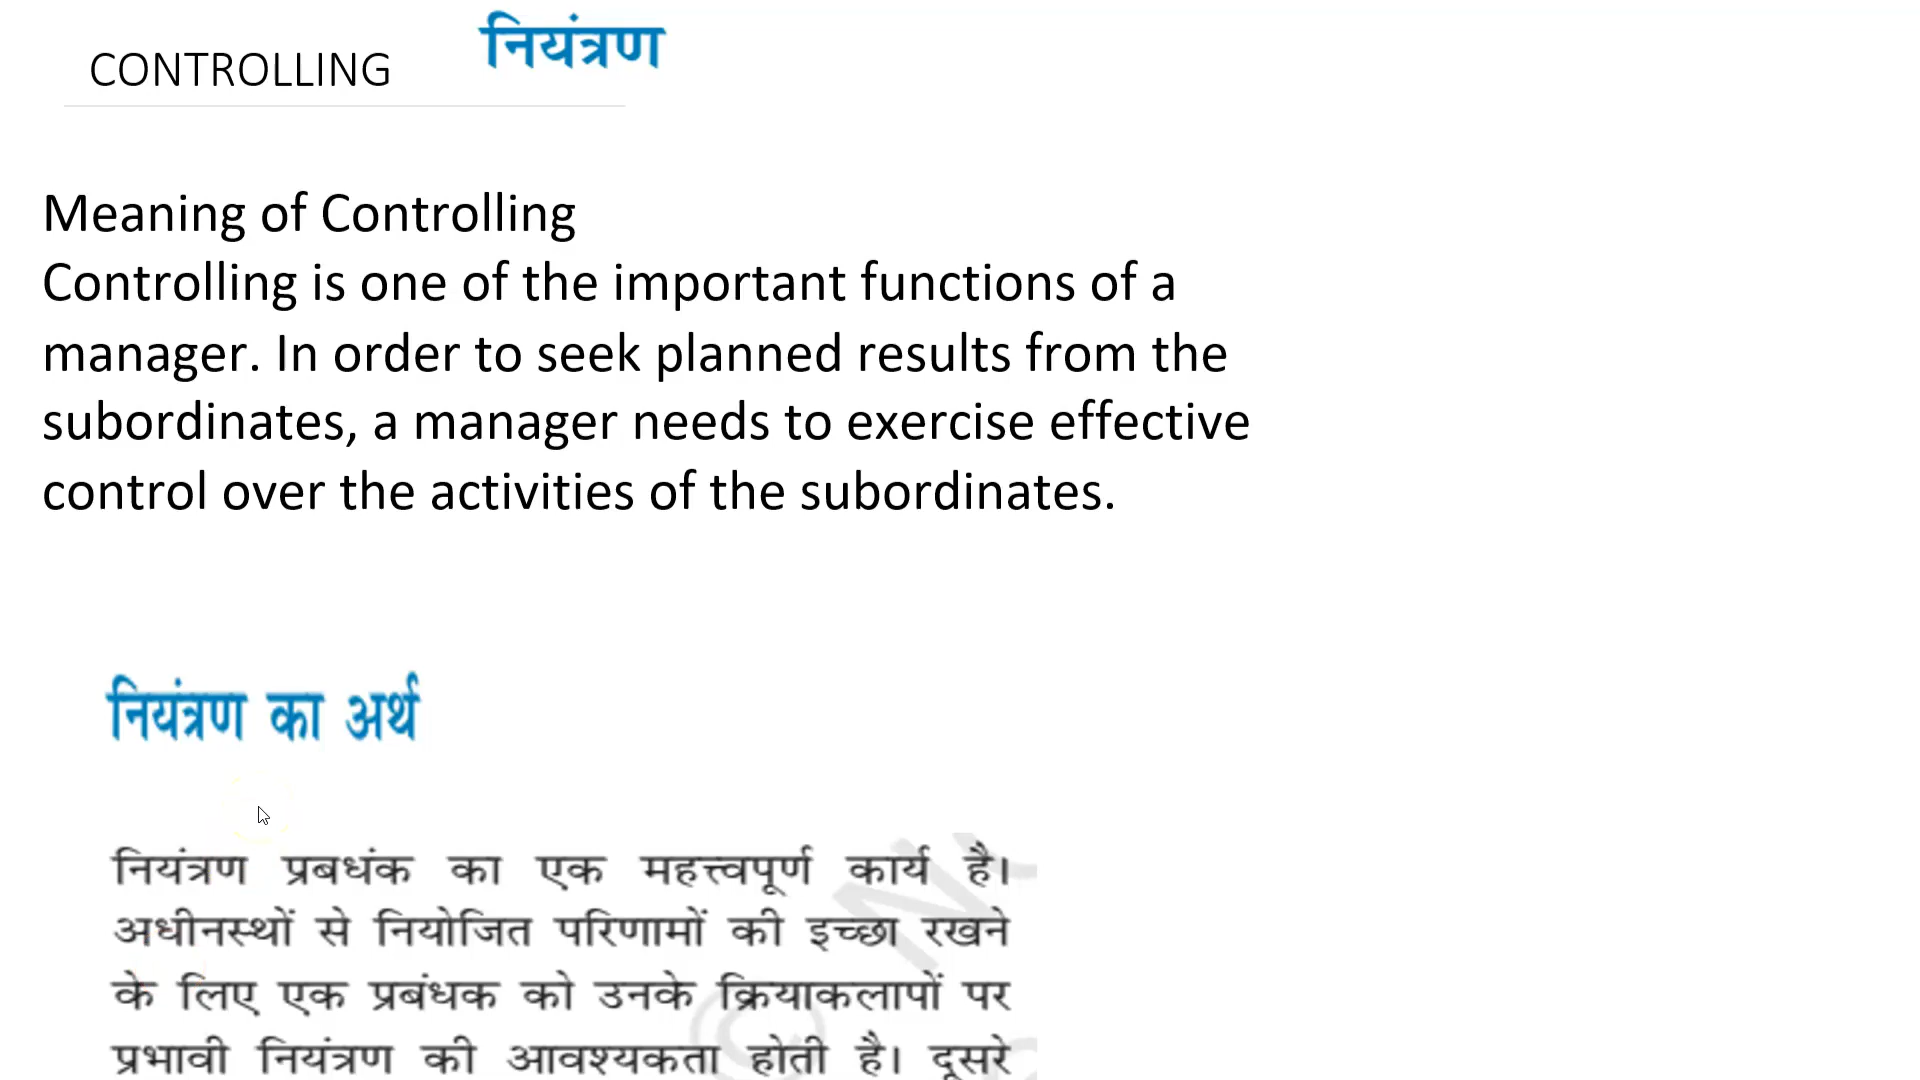 CONTROLLING नियंत्रण
Meaning of Controlling
Controlling is one of the important functions of a
manager. In order to seek planned results from the
subordinates, a manager needs to exercise effective
control over the activities of the subordinates.
नियंत्रण का अर्थ
नियंत्रण प्रबधंक का एक महत्त्वपूर्ण कार्य है।
अधीनस्थों से नियोजित परिणामों की इच्छा रखने
के लिए एक प्रबंधक को उनके क्रियाकलापों पर
प्रभावी नियंत्रण की आवश्यकता होती है। दूसरे